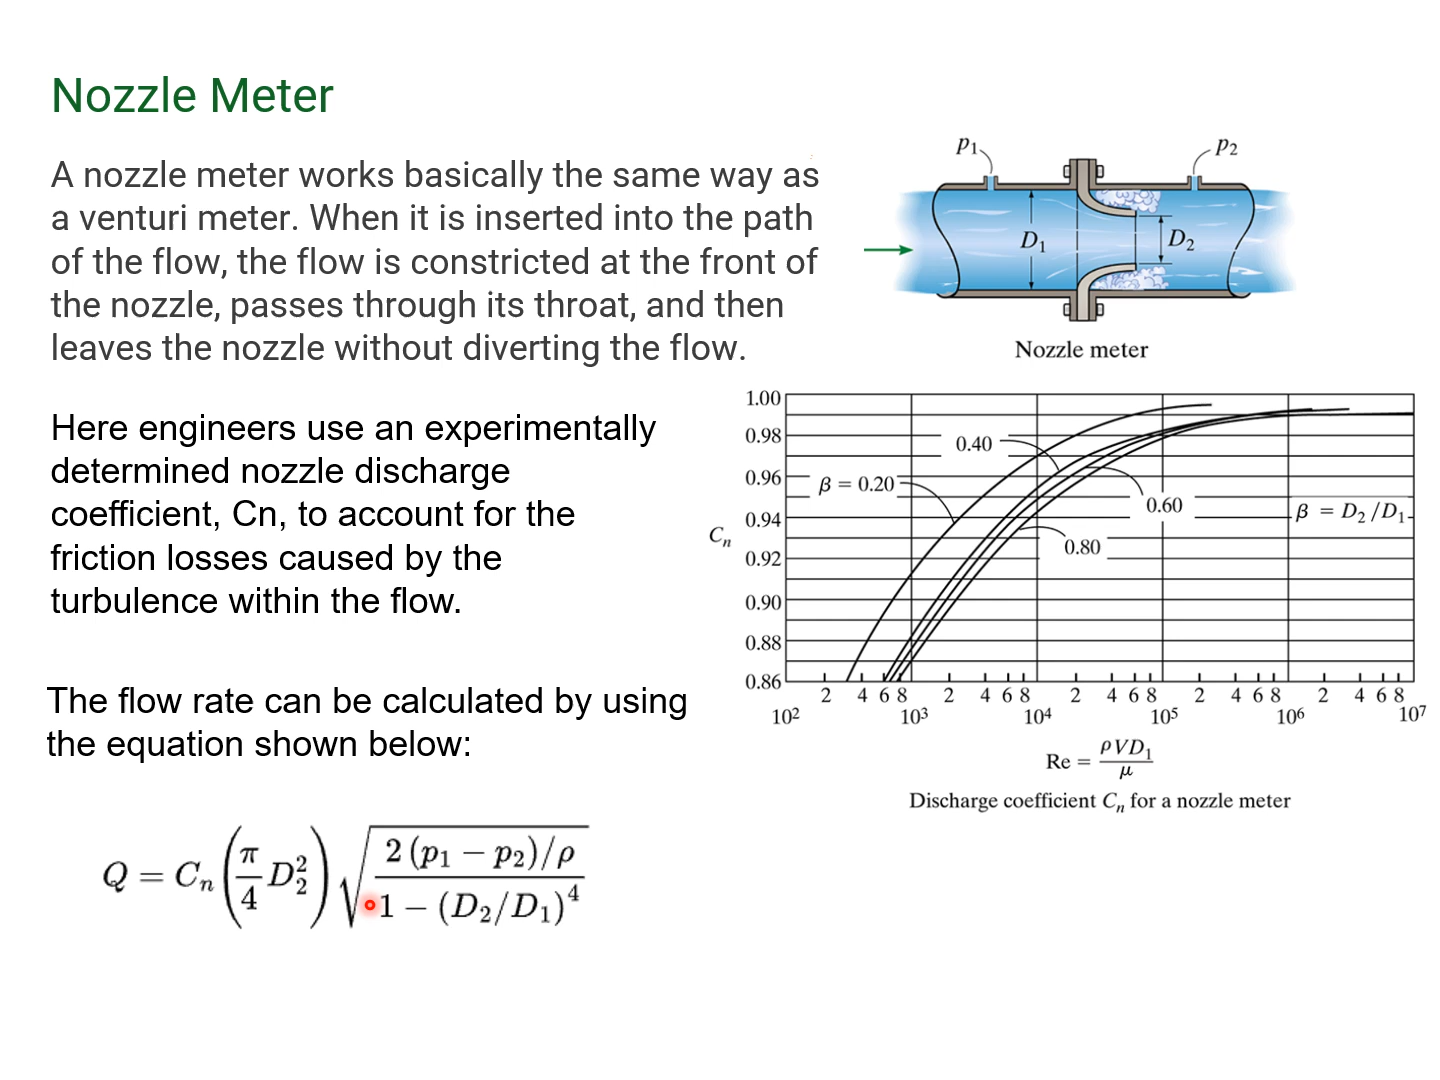 Nozzle Meter
A nozzle meter works basically the same way as
a venturi meter. When it is inserted into the path
of the flow, the flow is constricted at the front of
the nozzle, passes through its throat, and then
leaves the nozzle without diverting the flow.
p₁
p₂
D₁
D₂
Nozzle meter
Here engineers use an experimentally
determined nozzle discharge
coefficient, Cn, to account for the
friction losses caused by the
turbulence within the flow.
The flow rate can be calculated by using
the equation shown below:
Q = Cₙ (π/4 D₂²) √(2 (p₁ − p₂)/ρ / 1 − (D₂/D₁)⁴)
1.00
0.98
0.96
0.94
0.92
0.90
0.88
0.86
Cₙ
0.40
β = 0.20
0.60
β = D₂/D₁
0.80
2 4 6 8 2 4 6 8 2 4 6 8 2 4 6 8 2 4 6 8
10² 10³ 10⁴ 10⁵ 10⁶ 10⁷
Re = ρVD₁/μ
Discharge coefficient Cₙ for a nozzle meter